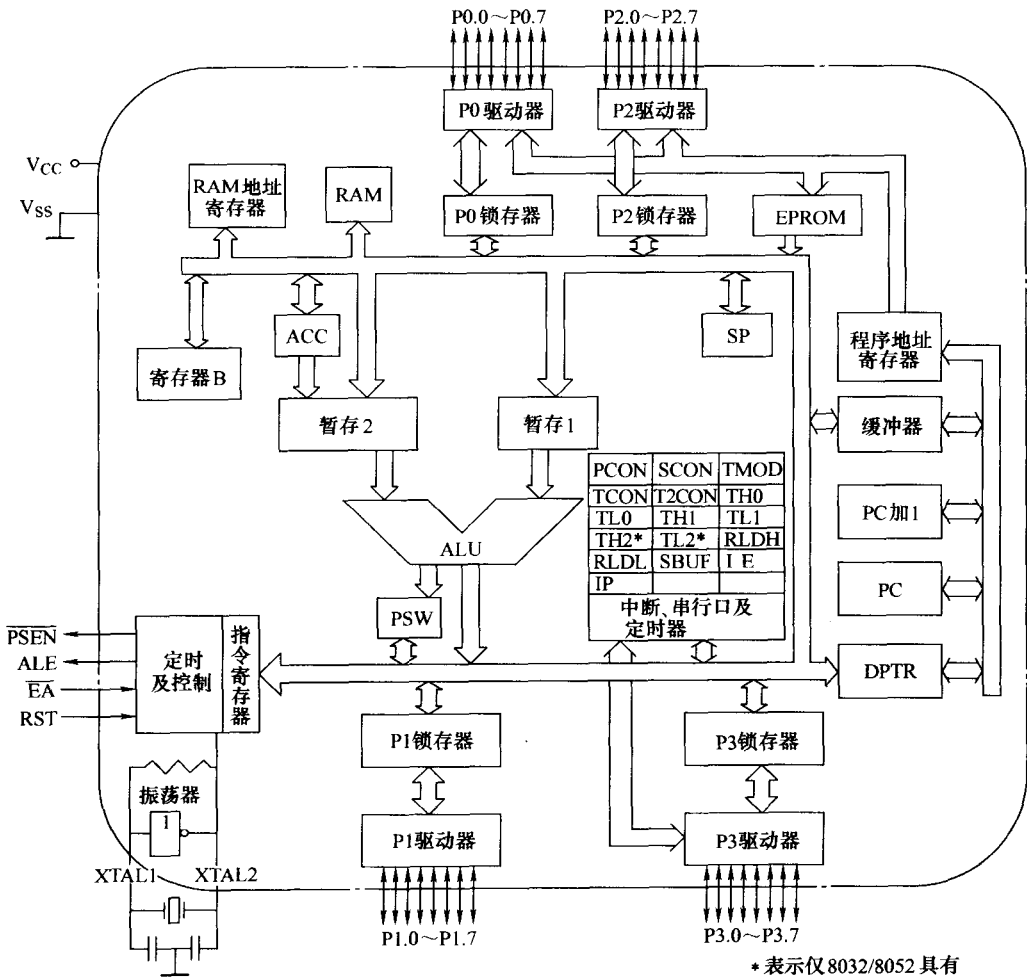 P0.0～P0.7
P2.0～P2.7
P0驱动器
P2驱动器
VCC
VSS
RAM地址
寄存器
RAM
P0锁存器
P2锁存器
EPROM
ACC
SP
寄存器B
程序地址
寄存器
暂存2
暂存1
缓冲器
PCON SCON TMOD
TCON T2CON TH0
TL0 TH1 TL1
TH2* TL2* RLDH
RLDL SBUF IE
IP
中断、串行口及
定时器
PC加1
ALU
PC
PSW
PSEN
ALE
EA
RST
定时
及控制
指令寄存器
DPTR
P1锁存器
P3锁存器
振荡器
1
P1驱动器
P3驱动器
XTAL1
XTAL2
P1.0～P1.7
P3.0～P3.7
*表示仅8032/8052具有